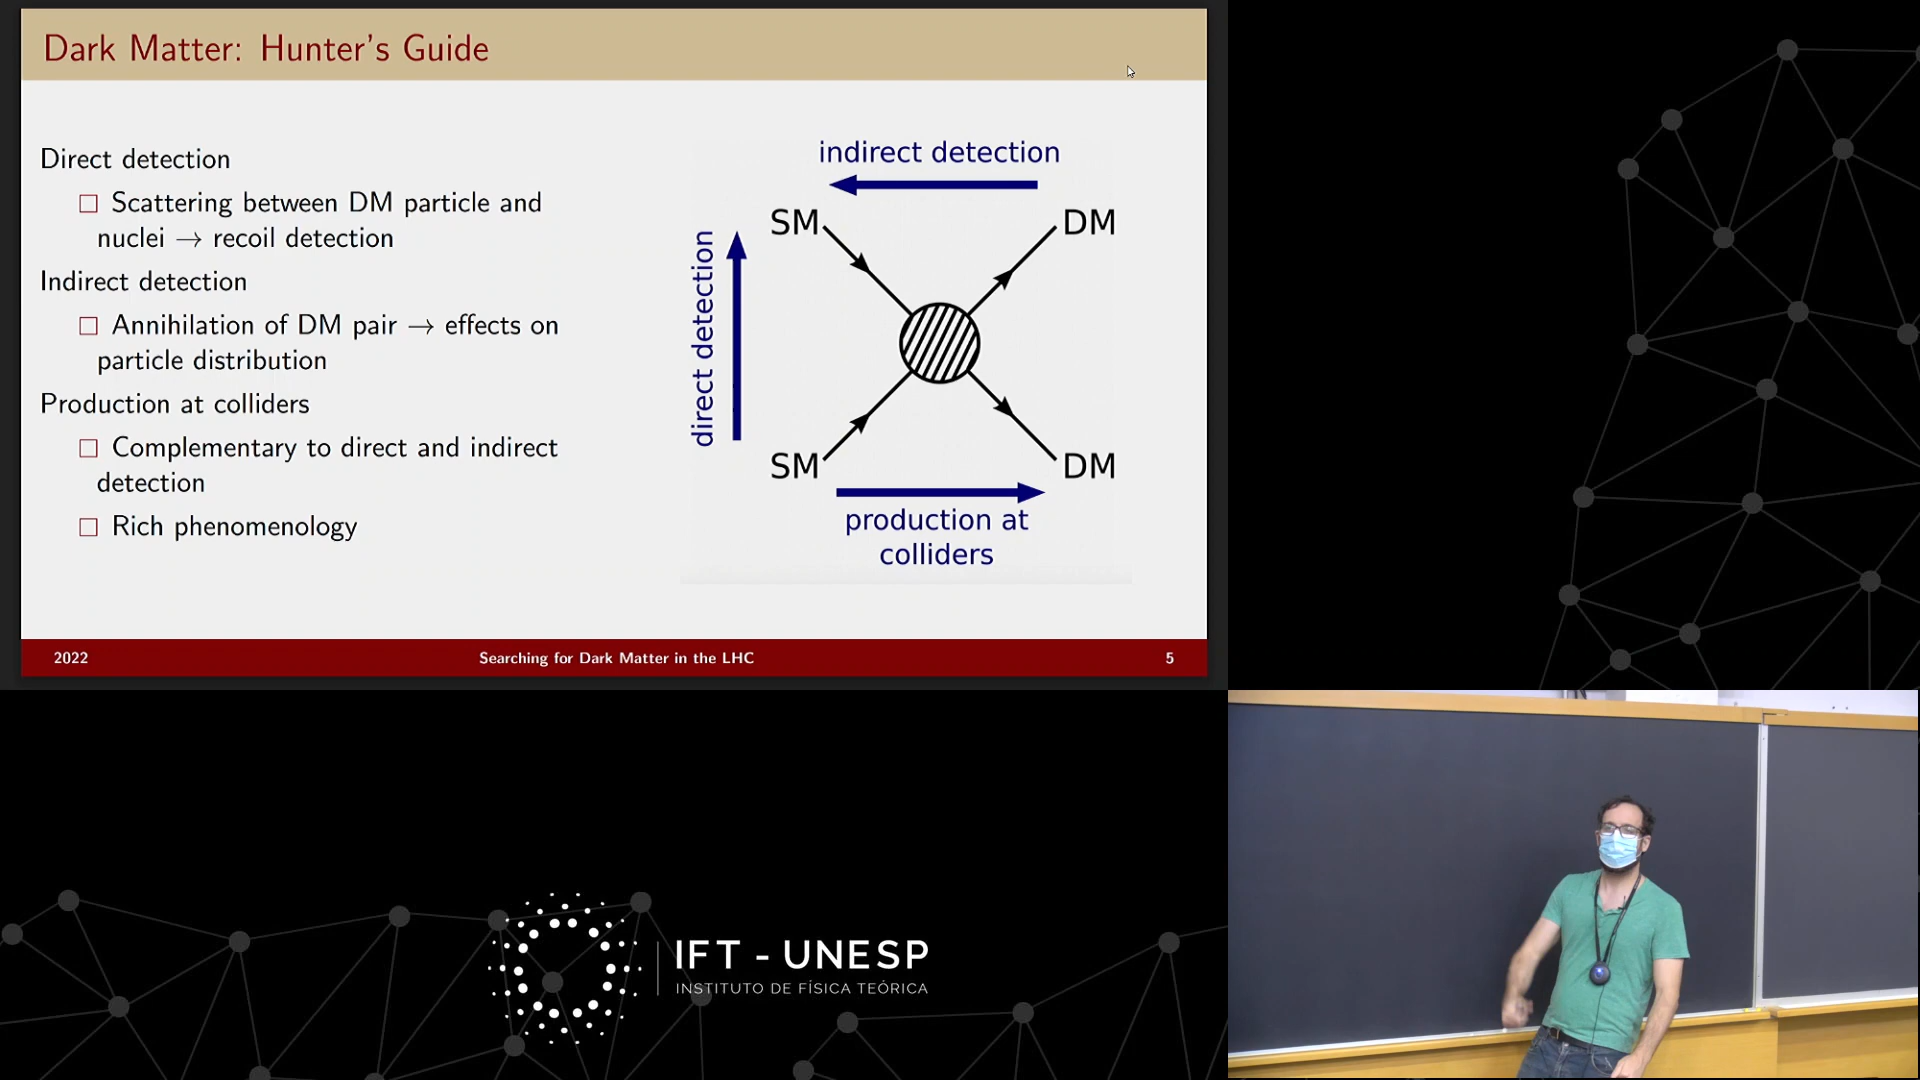 Dark Matter: Hunter's Guide
Direct detection
Scattering between DM particle and
nuclei → recoil detection
Indirect detection
Annihilation of DM pair → effects on
particle distribution
Production at colliders
Complementary to direct and indirect
detection
Rich phenomenology
indirect detection
direct detection
SM
DM
SM
DM
production at
colliders
2022
Searching for Dark Matter in the LHC
5
IFT - UNESP
INSTITUTO DE FÍSICA TEÓRICA